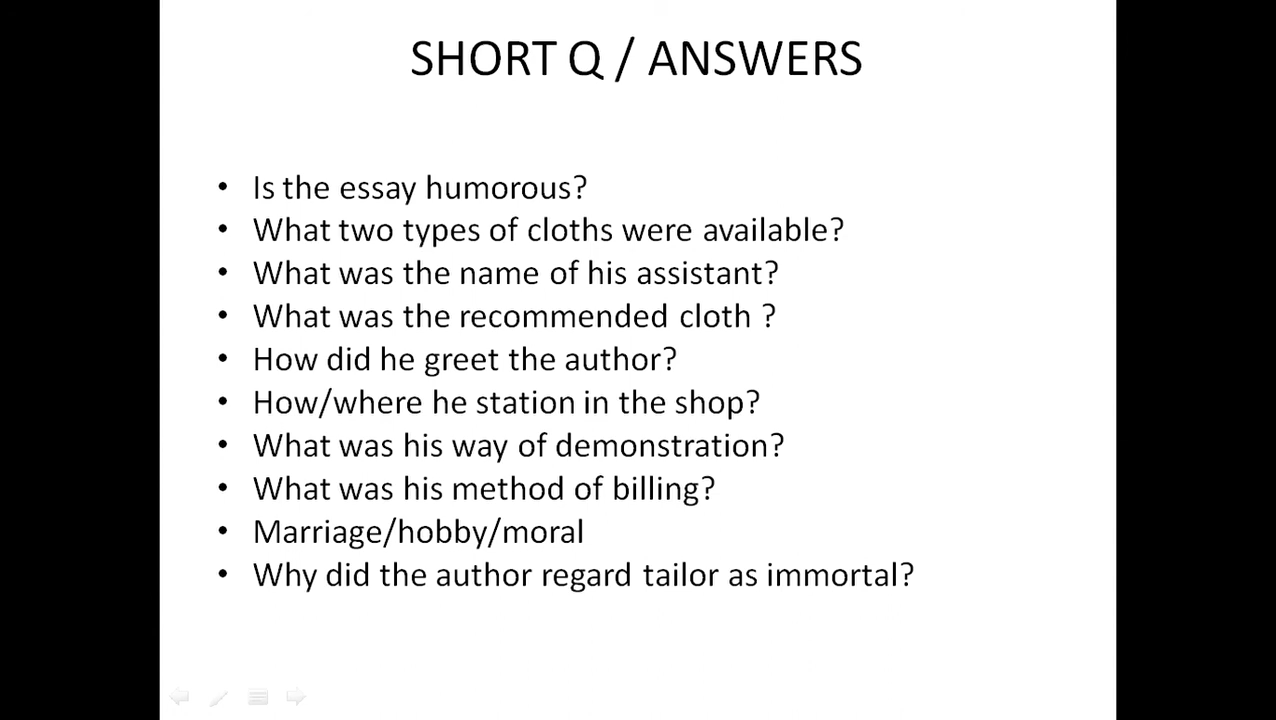 SHORT Q / ANSWERS
• Is the essay humorous?
• What two types of cloths were available?
• What was the name of his assistant?
• What was the recommended cloth ?
• How did he greet the author?
• How/where he station in the shop?
• What was his way of demonstration?
• What was his method of billing?
• Marriage/hobby/moral
• Why did the author regard tailor as immortal?